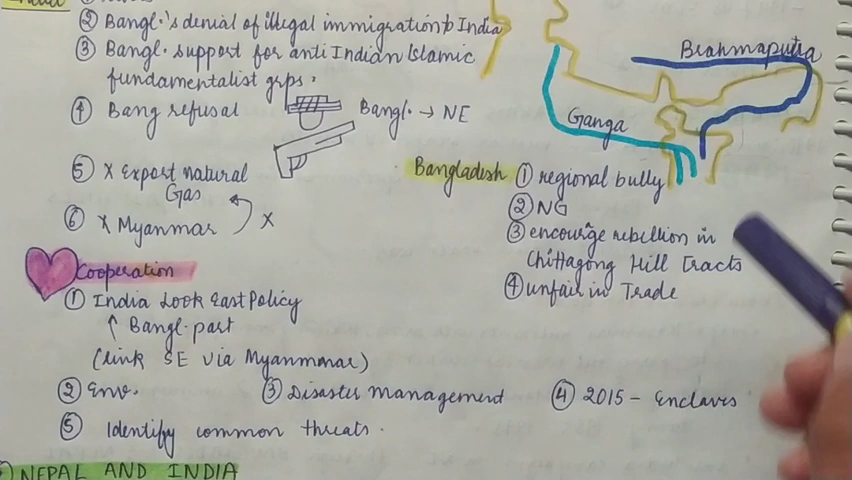 ② Bangl.'s denial of illegal immigration to India
③ Bangl. support for anti Indian Islamic
fundamentalist grps.
④ Bang refusal
Bangl. → NE
⑤ X Export natural
Gas
⑥ X Myanmar
X
Brahmaputra
Ganga
Bangladesh ① regional bully
② NG
③ encourge rebellion in
Chittagong Hill Tracts
④ unfair in Trade
Cooperation
① India Look East Policy
↑ Bangl. part
(link SE via Myanmonar)
② Env. ③ Disaster management ④ 2015 - Enclaves
⑤ Identify common threats.
NEPAL AND INDIA